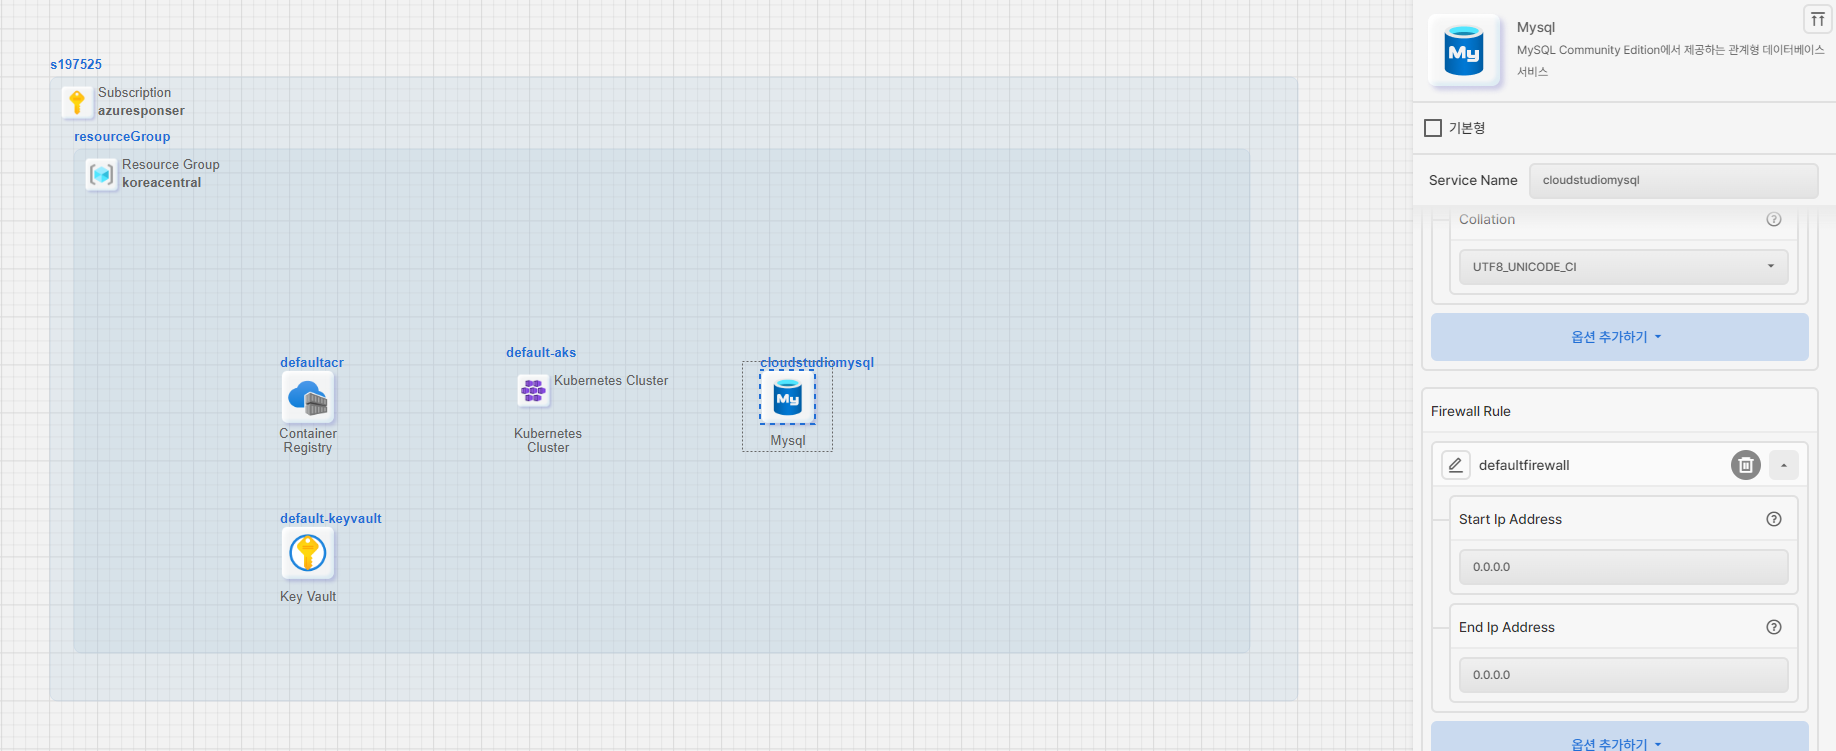 s197525
Subscription
azuresponser
resourceGroup
Resource Group
koreacentral
defaultacr
Container
Registry
default-aks
Kubernetes Cluster
Kubernetes
Cluster
cloudstudiomysql
My
Mysql
default-keyvault
Key Vault
My
Mysql
MySQL Community Edition에서 제공하는 관계형 데이터베이스
서비스
기본형
Service Name
cloudstudiomysql
Collation
UTF8_UNICODE_CI
옵션 추가하기
Firewall Rule
defaultfirewall
Start Ip Address
0.0.0.0
End Ip Address
0.0.0.0
옵션 추가하기